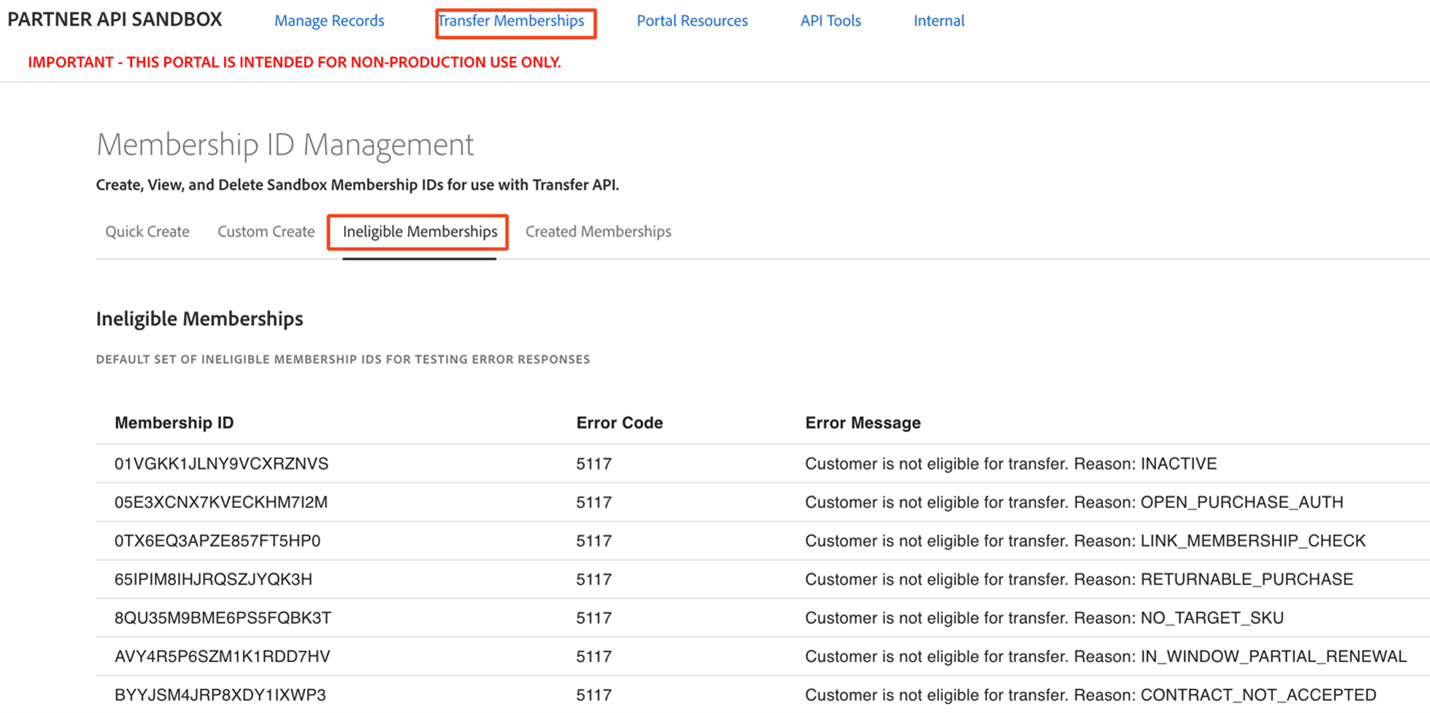 PARTNER API SANDBOX Manage Records Transfer Memberships Portal Resources API Tools Internal
IMPORTANT - THIS PORTAL IS INTENDED FOR NON-PRODUCTION USE ONLY.
Membership ID Management
Create, View, and Delete Sandbox Membership IDs for use with Transfer API.
Quick Create Custom Create Ineligible Memberships Created Memberships
Ineligible Memberships
DEFAULT SET OF INELIGIBLE MEMBERSHIP IDS FOR TESTING ERROR RESPONSES
Membership ID Error Code Error Message
01VGKK1JLNY9VCXRZNVS 5117 Customer is not eligible for transfer. Reason: INACTIVE
05E3XCNX7KVECKHM7I2M 5117 Customer is not eligible for transfer. Reason: OPEN_PURCHASE_AUTH
0TX6EQ3APZE857FT5HP0 5117 Customer is not eligible for transfer. Reason: LINK_MEMBERSHIP_CHECK
65IPIM8IHJRQSZJYQK3H 5117 Customer is not eligible for transfer. Reason: RETURNABLE_PURCHASE
8QU35M9BME6PS5FQBK3T 5117 Customer is not eligible for transfer. Reason: NO_TARGET_SKU
AVY4R5P6SZM1K1RDD7HV 5117 Customer is not eligible for transfer. Reason: IN_WINDOW_PARTIAL_RENEWAL
BYYJSM4JRP8XDY1IXWP3 5117 Customer is not eligible for transfer. Reason: CONTRACT_NOT_ACCEPTED